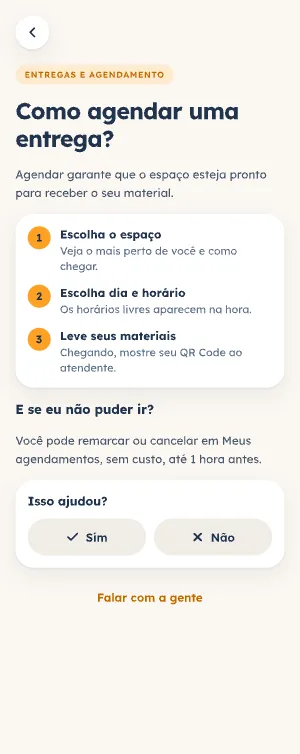 ENTREGAS E AGENDAMENTO
Como agendar uma
entrega?
Agendar garante que o espaço esteja pronto
para receber o seu material.
1 Escolha o espaço
Veja o mais perto de você e como
chegar.
2 Escolha dia e horário
Os horários livres aparecem na hora.
3 Leve seus materiais
Chegando, mostre seu QR Code ao
atendente.
E se eu não puder ir?
Você pode remarcar ou cancelar em Meus
agendamentos, sem custo, até 1 hora antes.
Isso ajudou?
Sim
Não
Falar com a gente